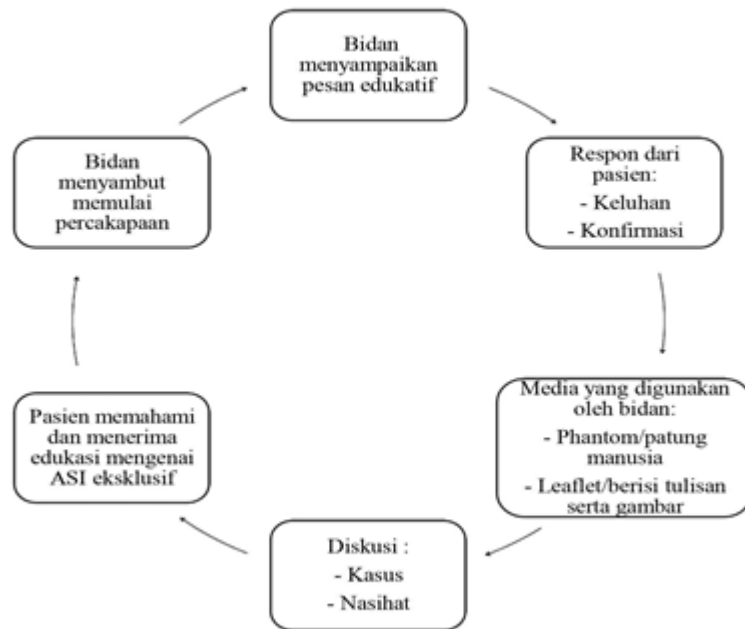 Bidan
menyampaikan
pesan edukatif
Respon dari
pasien:
- Keluhan
- Konfirmasi
Media yang digunakan
oleh bidan:
- Phantom/patung
manusia
- Leaflet/berisi tulisan
serta gambar
Diskusi :
- Kasus
- Nasihat
Pasien memahami
dan menerima
edukasi mengenai
ASI eksklusif
Bidan
menyambut
memulai
percakapaan